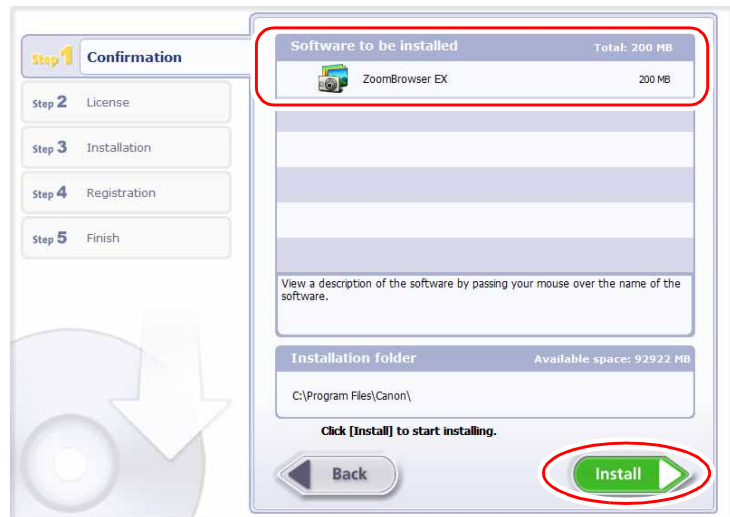 Step 1 Confirmation
Step 2 License
Step 3 Installation
Step 4 Registration
Step 5 Finish
Software to be installed Total: 200 MB
ZoomBrowser EX 200 MB
View a description of the software by passing your mouse over the name of the
software.
Installation folder Available space: 92922 MB
C:\Program Files\Canon\
Click [Install] to start installing.
Back Install